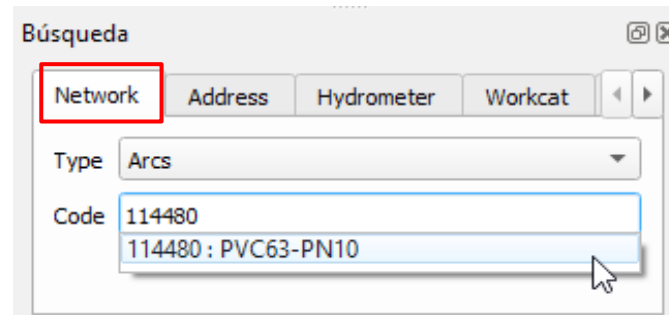 Búsqueda
Network Address Hydrometer Workcat
Type Arcs
Code 114480
114480 : PVC63-PN10